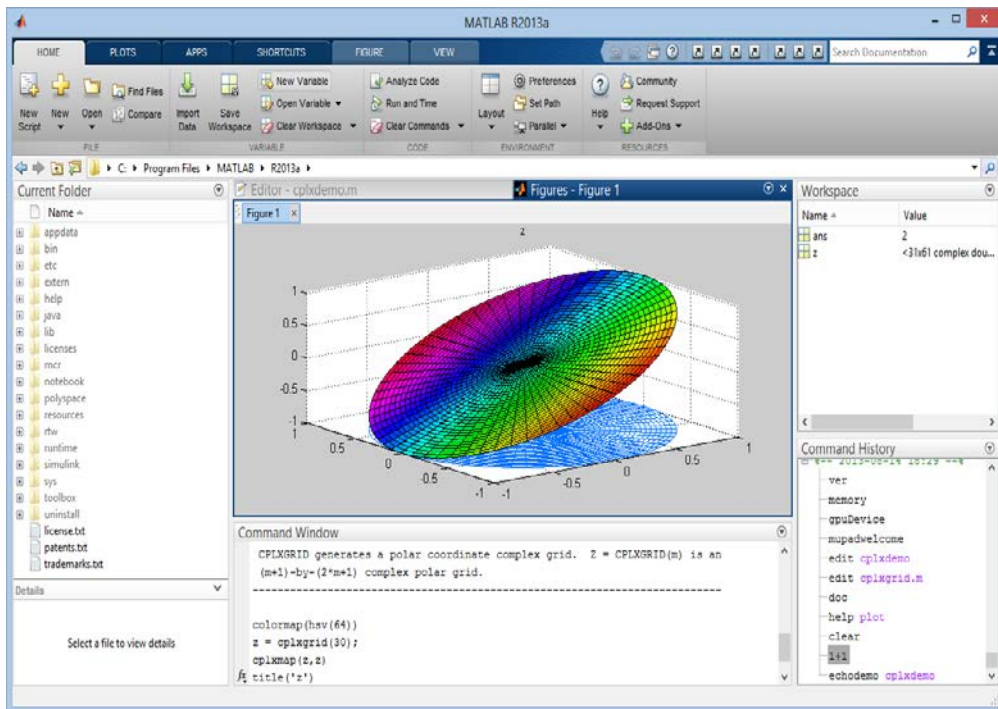 MATLAB R2013a
HOME PLOTS APPS SHORTCUTS FIGURE VIEW
Search Documentation
New Script
New
Open
Find Files
Compare
Import Data
Save Workspace
New Variable
Open Variable
Clear Workspace
Analyze Code
Run and Time
Clear Commands
Layout
Preferences
Set Path
Parallel
Help
Community
Request Support
Add-Ons
FILE VARIABLE CODE ENVIRONMENT RESOURCES
C: Program Files MATLAB R2013a
Current Folder
Name
appdata
bin
etc
extern
help
java
lib
licenses
mcr
notebook
polyspace
resources
rtw
runtime
simulink
sys
toolbox
uninstall
license.txt
patents.txt
trademarks.txt
Details
Select a file to view details
Editor - cplxdemo.m
Figures - Figure 1
Figure 1
z
1
0.5
0
-0.5
-1
1
0.5
0
-0.5
-1
-1
-0.5
0
0.5
1
Command Window
CPLXGRID generates a polar coordinate complex grid. Z = CPLXGRID(m) is an
(m+1)-by-(2*m+1) complex polar grid.
------------------------------------------------------------------------
colormap(hsv(64))
z = cplxgrid(30);
cplxmap(z,z)
fx title('z')
Workspace
Name Value
ans 2
z <31x61 complex dou...
Command History
%-- 2013-08-14 16:29 --%
ver
memory
gpuDevice
mupadwelcome
edit cplxdemo
edit cplxgrid.m
doc
help plot
clear
1+1
echodemo cplxdemo